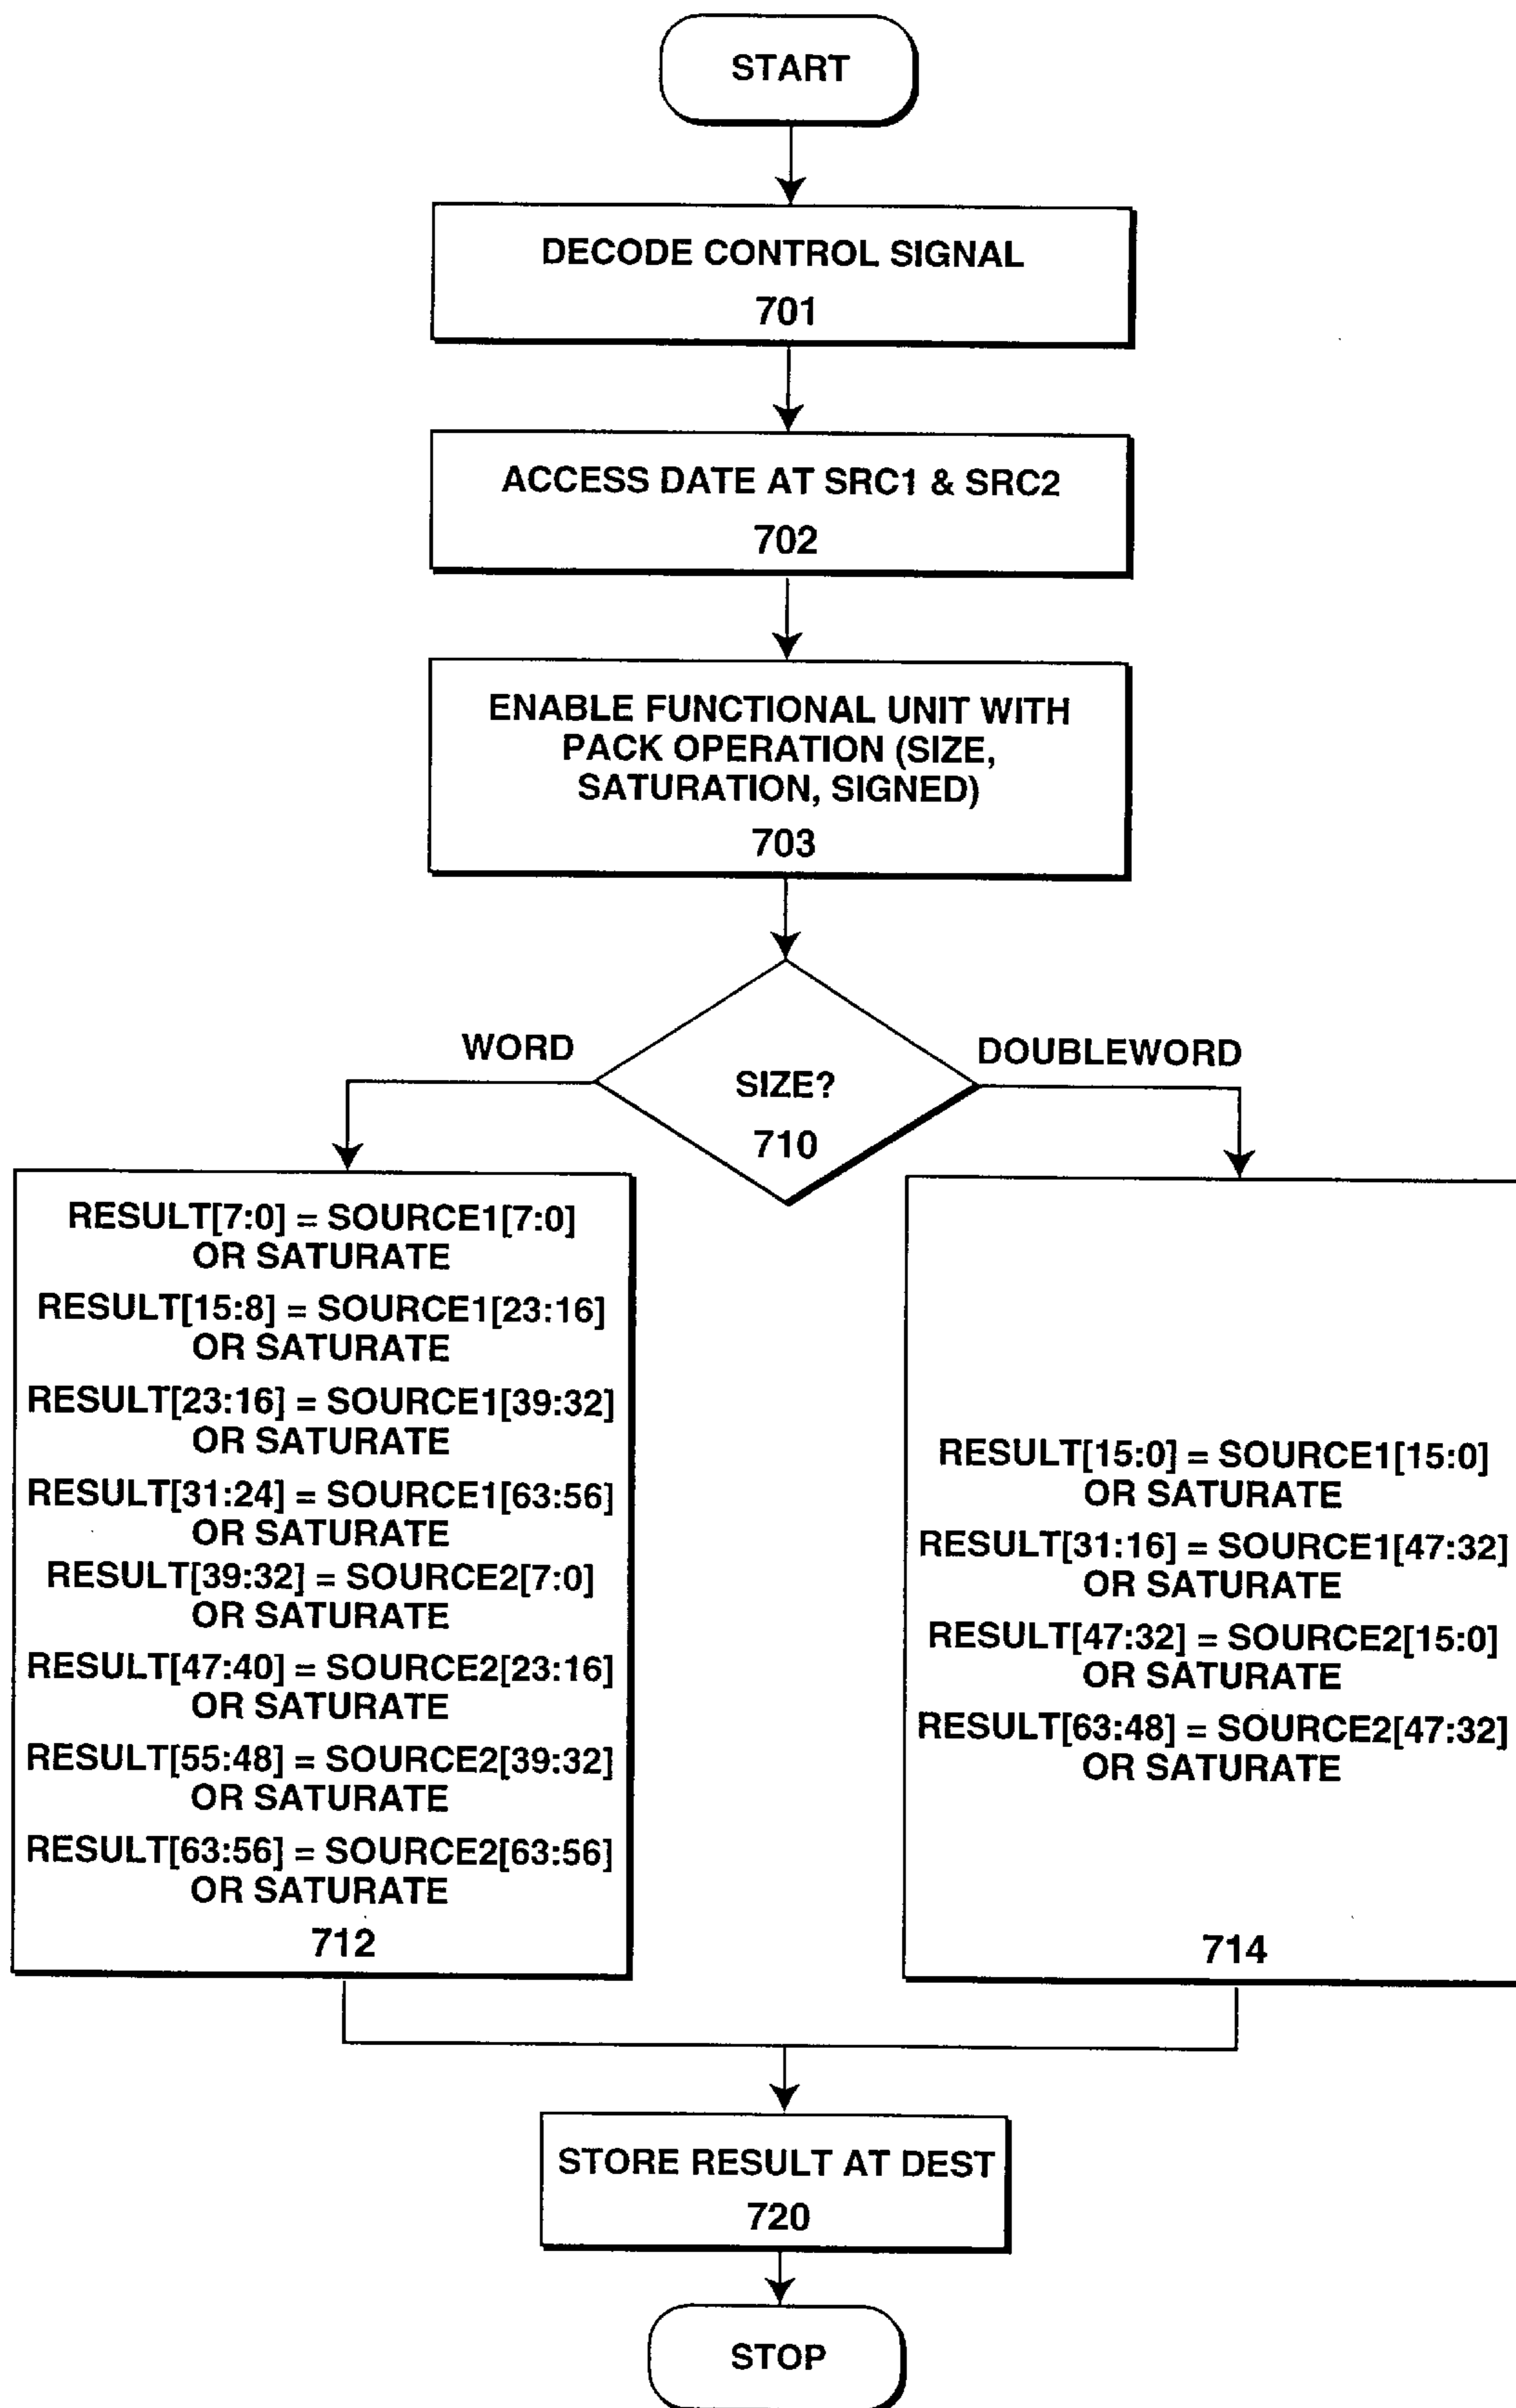 START
DECODE CONTROL SIGNAL
701
ACCESS DATE AT SRC1 & SRC2
702
ENABLE FUNCTIONAL UNIT WITH
PACK OPERATION (SIZE,
SATURATION, SIGNED)
703
WORD
DOUBLEWORD
SIZE?
710
RESULT[7:0] = SOURCE1[7:0]
OR SATURATE
RESULT[15:8] = SOURCE1[23:16]
OR SATURATE
RESULT[23:16] = SOURCE1[39:32]
OR SATURATE
RESULT[31:24] = SOURCE1[63:56]
OR SATURATE
RESULT[39:32] = SOURCE2[7:0]
OR SATURATE
RESULT[47:40] = SOURCE2[23:16]
OR SATURATE
RESULT[55:48] = SOURCE2[39:32]
OR SATURATE
RESULT[63:56] = SOURCE2[63:56]
OR SATURATE
712
RESULT[15:0] = SOURCE1[15:0]
OR SATURATE
RESULT[31:16] = SOURCE1[47:32]
OR SATURATE
RESULT[47:32] = SOURCE2[15:0]
OR SATURATE
RESULT[63:48] = SOURCE2[47:32]
OR SATURATE
714
STORE RESULT AT DEST
720
STOP